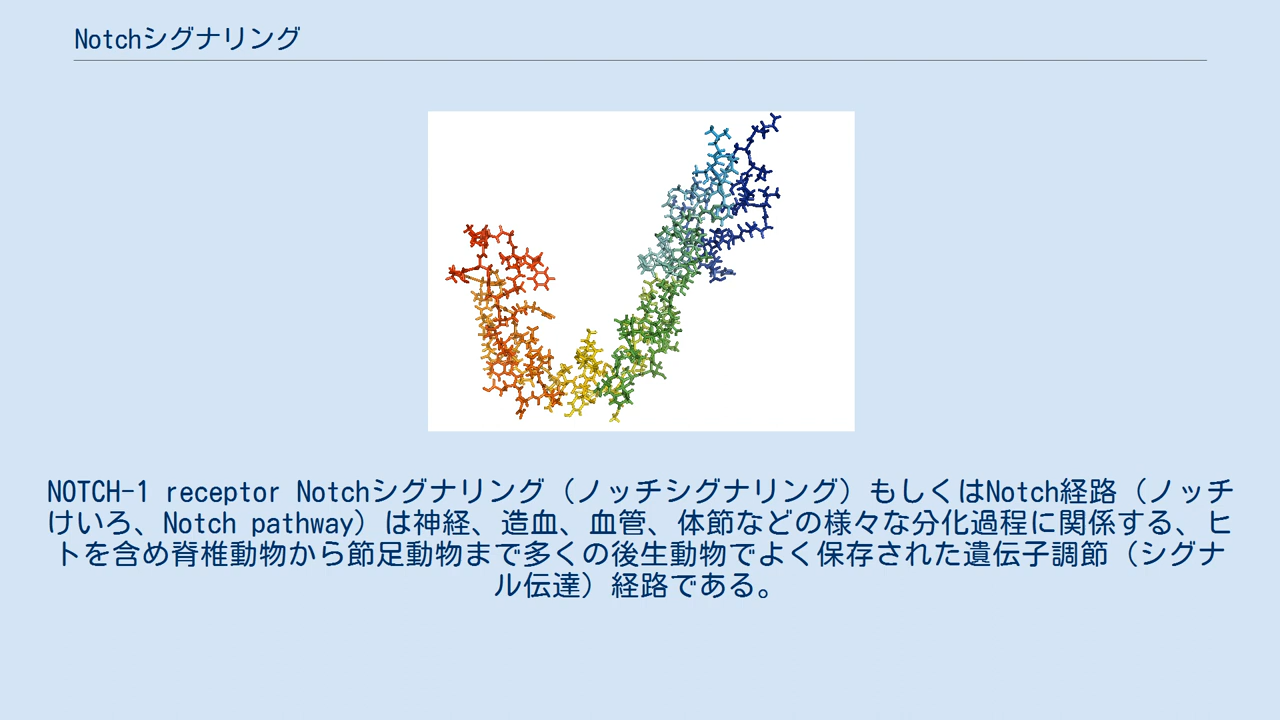 Notchシグナリング
NOTCH-1 receptor Notchシグナリング（ノッチシグナリング）もしくはNotch経路（ノッチ
けいろ、Notch pathway）は神経、造血、血管、体節などの様々な分化過程に関係する、ヒ
トを含め脊椎動物から節足動物まで多くの後生動物でよく保存された遺伝子調節（シグナ
ル伝達）経路である。